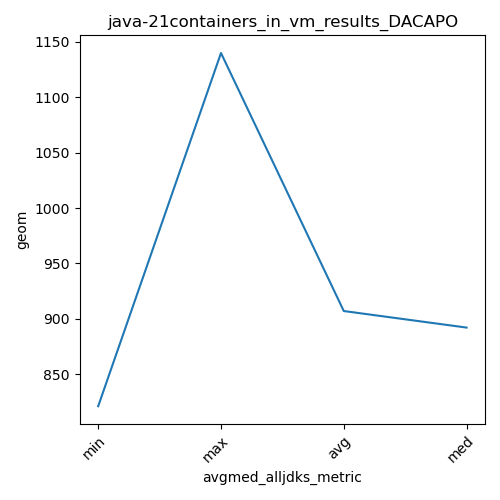 java-21containers_in_vm_results_DACAPO
1150
1100
1050
1000
950
900
850
geom
min
max
avg
med
avgmed_alljdks_metric